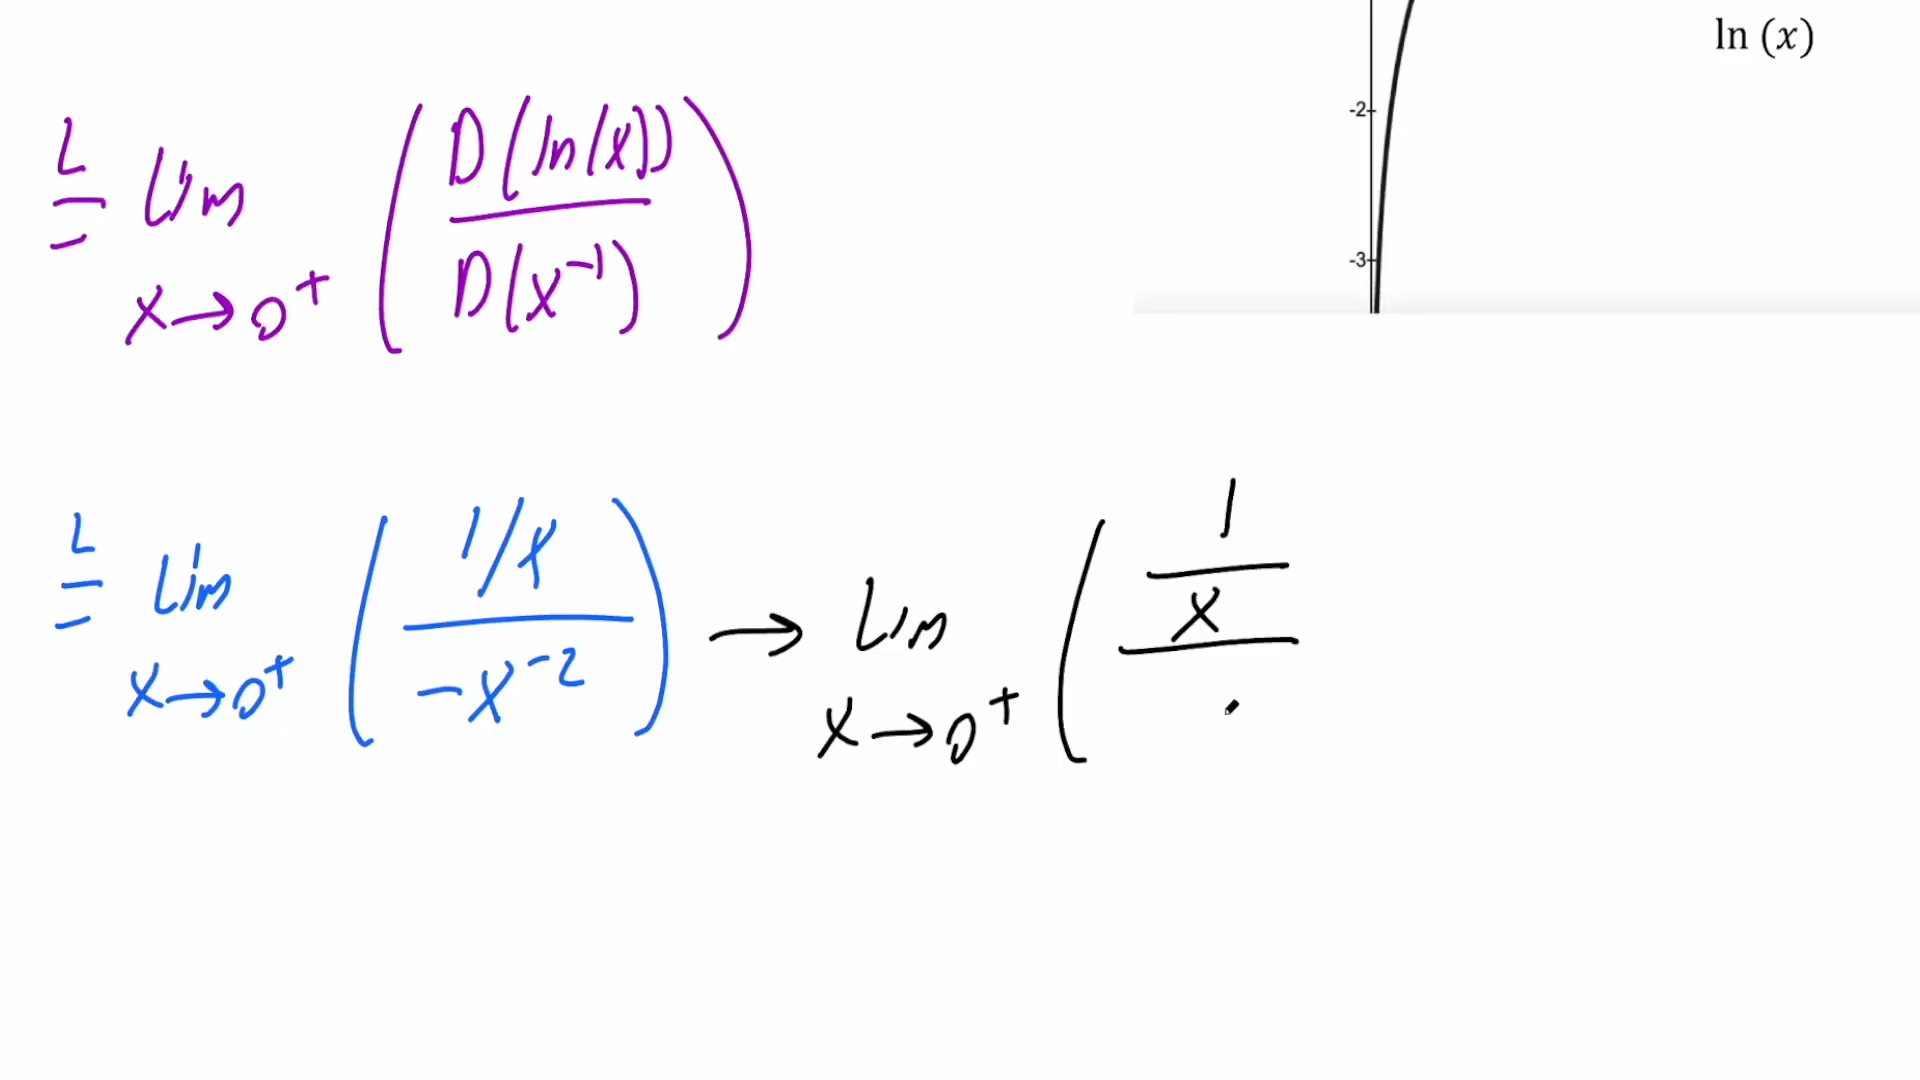 ln (x)
-2
-3
L= Lim x→0⁺ ( D(ln(x)) / D(x⁻¹) )
L= Lim x→0⁺ ( 1/x / -x⁻² ) → Lim x→0⁺ ( 1 / x /